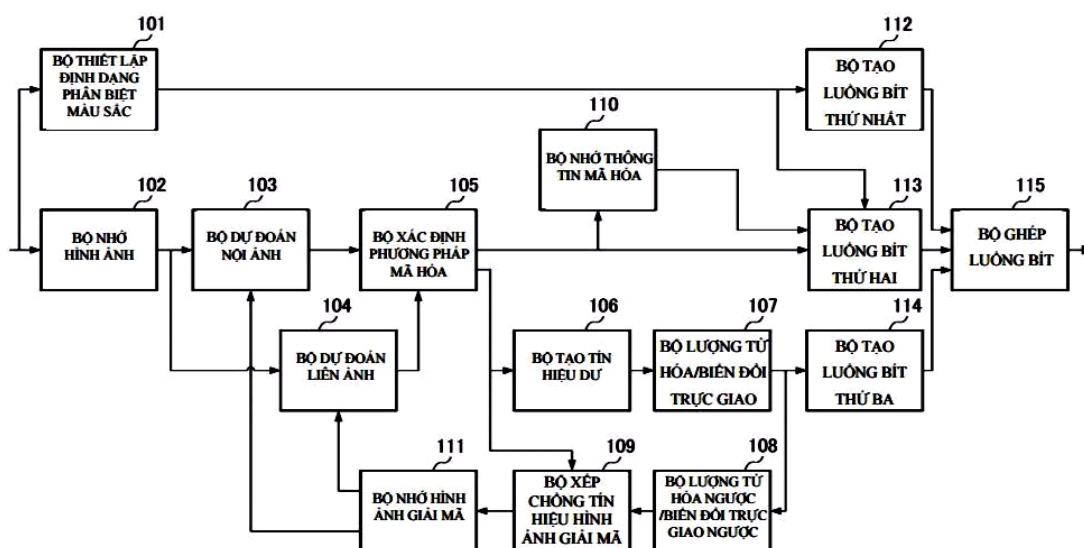 101
BỘ THIẾT LẬP
ĐỊNH DẠNG
PHÂN BIỆT
MÀU SẮC
112
BỘ TẠO
LUỒNG BÍT
THỨ NHẤT
110
BỘ NHỚ THÔNG
TIN MÃ HÓA
102
BỘ NHỚ
HÌNH ẢNH
103
BỘ DỰ ĐOÁN
NỘI ẢNH
105
BỘ XÁC ĐỊNH
PHƯƠNG PHÁP
MÃ HÓA
113
BỘ TẠO
LUỒNG BÍT
THỨ HAI
115
BỘ GHÉP
LUỒNG BÍT
104
BỘ DỰ ĐOÁN
LIÊN ẢNH
106
BỘ TẠO TÍN
HIỆU DƯ
107
BỘ LƯỢNG TỬ
HÓA/BIẾN ĐỔI
TRỰC GIAO
114
BỘ TẠO
LUỒNG BÍT
THỨ BA
111
BỘ NHỚ HÌNH
ẢNH GIẢI MÃ
109
BỘ XẾP
CHỒNG TÍN
HIỆU HÌNH
ẢNH GIẢI MÃ
108
BỘ LƯỢNG TỬ
HÓA NGƯỢC
/BIẾN ĐỔI TRỰC
GIAO NGƯỢC